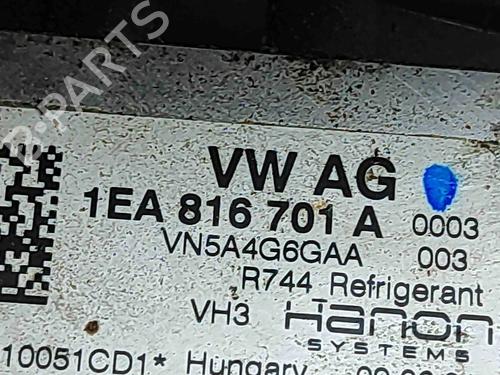 B-PARTS
VW AG
1EA 816 701 A 0003
VN5A4G6GAA 003
R744 Refrigerant
VH3 Hanon
SYSTEMS
10051CD1* Hungary